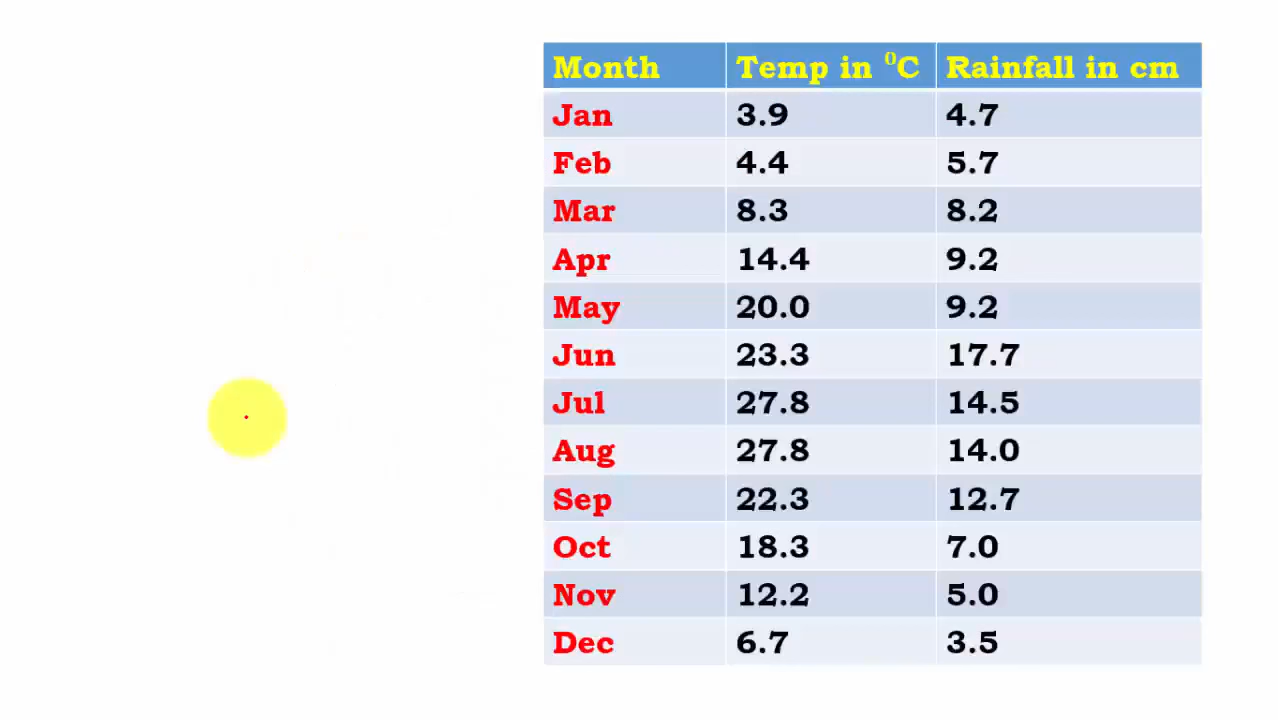 Month Temp in ⁰C Rainfall in cm
Jan 3.9 4.7
Feb 4.4 5.7
Mar 8.3 8.2
Apr 14.4 9.2
May 20.0 9.2
Jun 23.3 17.7
Jul 27.8 14.5
Aug 27.8 14.0
Sep 22.3 12.7
Oct 18.3 7.0
Nov 12.2 5.0
Dec 6.7 3.5